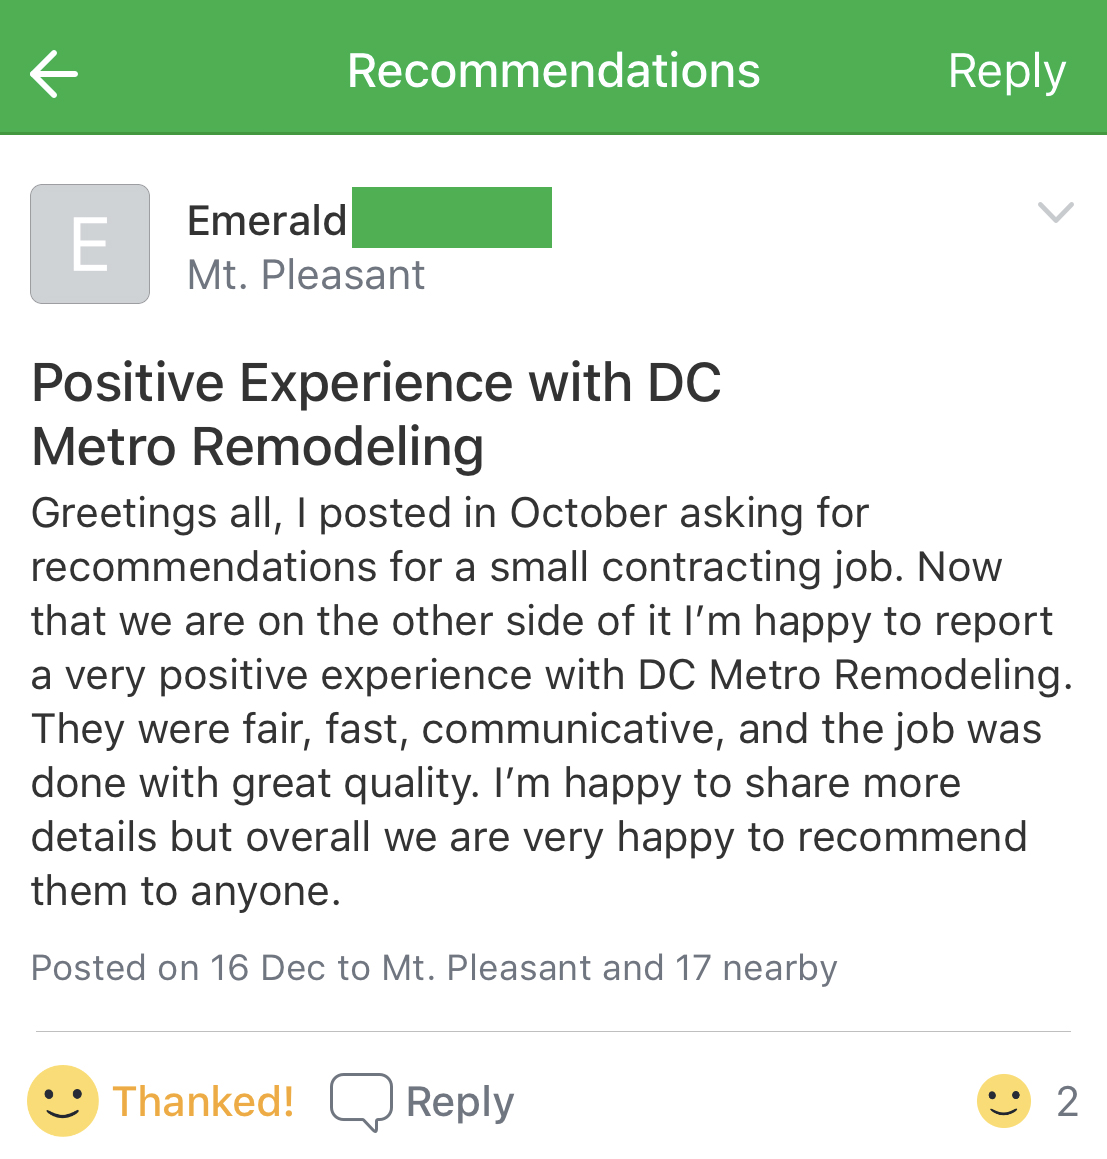 Recommendations Reply
E
Emerald
Mt. Pleasant
Positive Experience with DC
Metro Remodeling
Greetings all, I posted in October asking for
recommendations for a small contracting job. Now
that we are on the other side of it I’m happy to report
a very positive experience with DC Metro Remodeling.
They were fair, fast, communicative, and the job was
done with great quality. I’m happy to share more
details but overall we are very happy to recommend
them to anyone.
Posted on 16 Dec to Mt. Pleasant and 17 nearby
Thanked! Reply 2